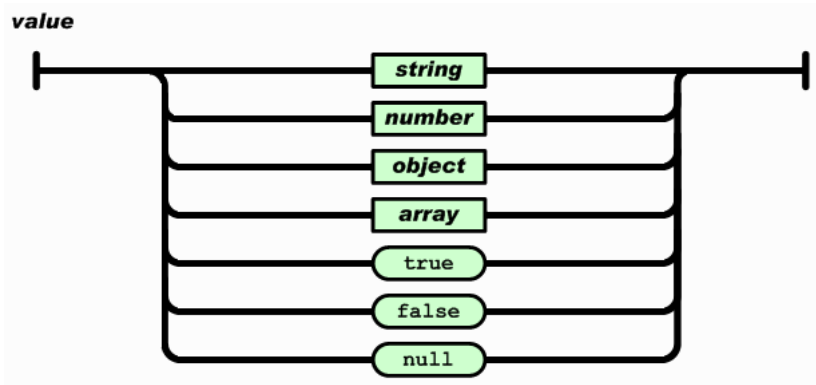 value
string
number
object
array
true
false
null